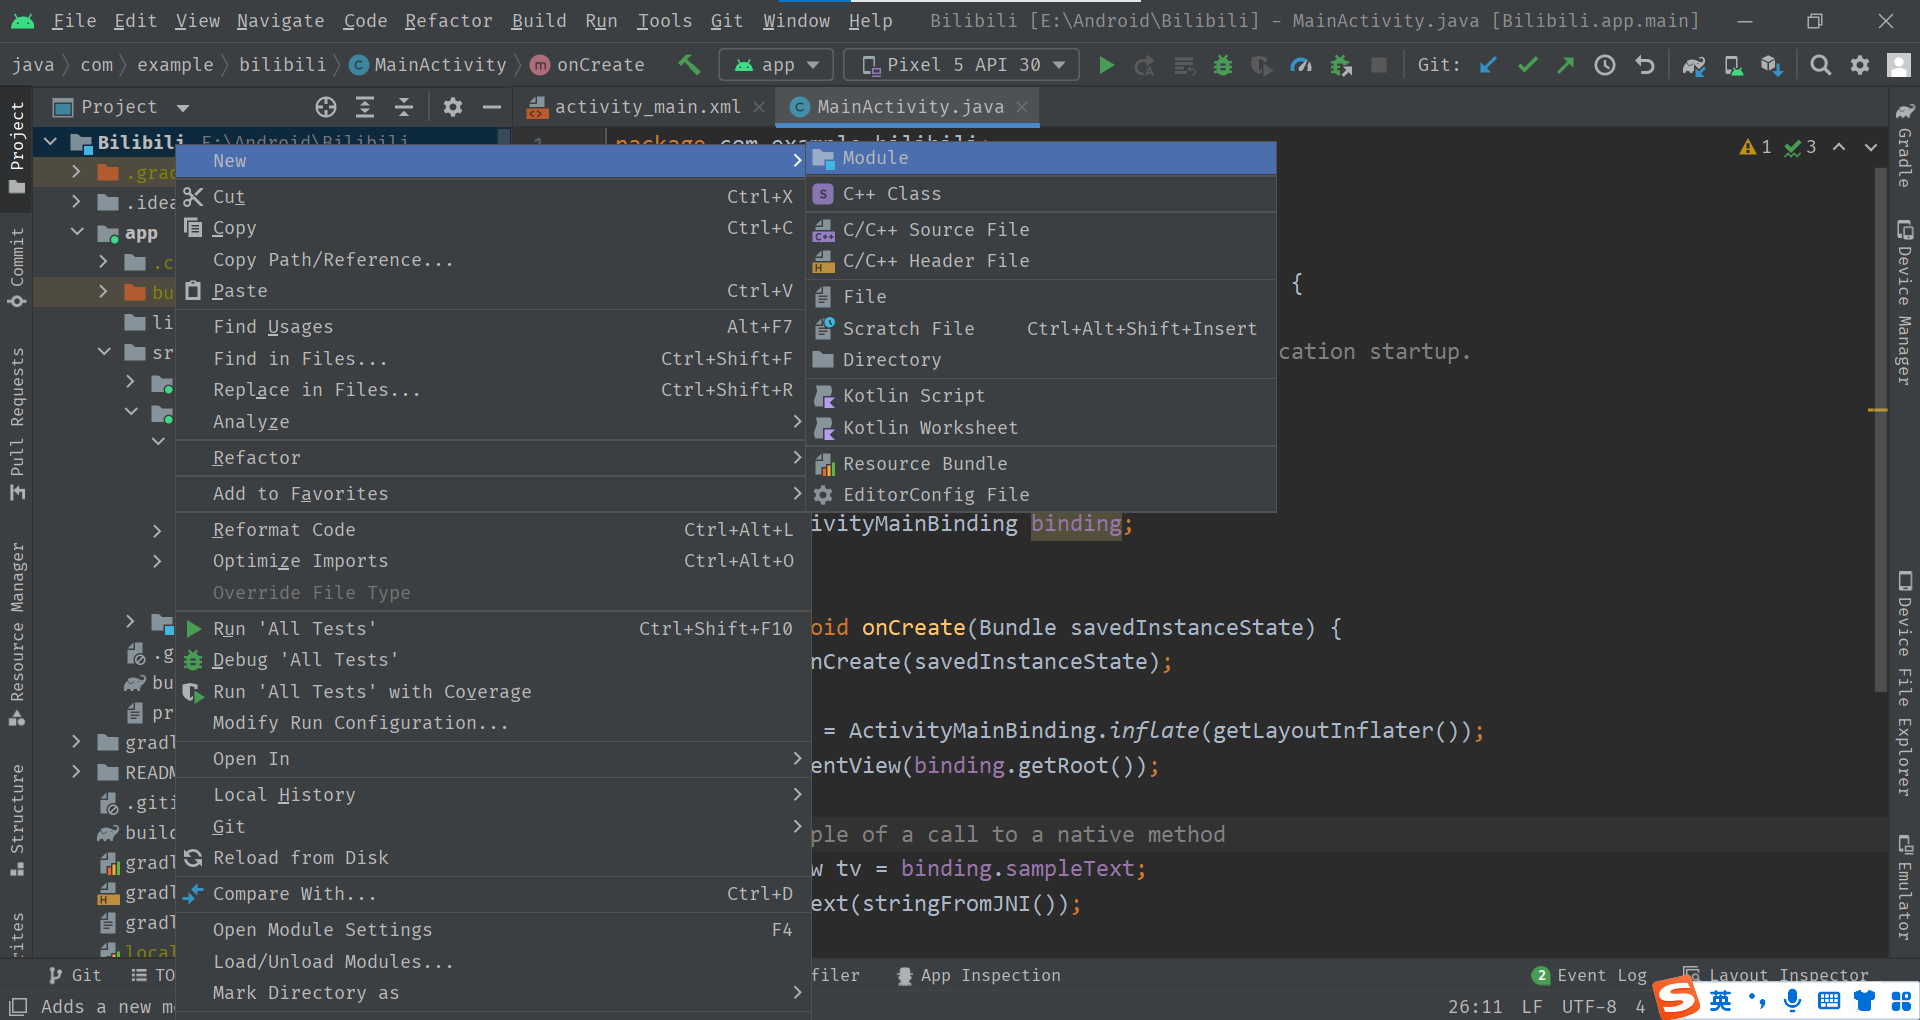 File Edit View Navigate Code Refactor Build Run Tools Git Window Help Bilibili [E:\Android\Bilibili] - MainActivity.java [Bilibili.app.main]
java com example bilibili MainActivity onCreate app Pixel 5 API 30 Git:
Project
activity_main.xml
MainActivity.java
Bilibili E:\Android\Bilibili
1 package com.example.bilibili;
1 3
.grad
.idea
app
.c
bu
li
sr
.g
bu
pr
gradl
READM
.giti
build
gradl
gradl
gradl
local
New
Cut Ctrl+X
Copy Ctrl+C
Copy Path/Reference...
Paste Ctrl+V
Find Usages Alt+F7
Find in Files... Ctrl+Shift+F
Replace in Files... Ctrl+Shift+R
Analyze
Refactor
Add to Favorites
Reformat Code Ctrl+Alt+L
Optimize Imports Ctrl+Alt+O
Override File Type
Run 'All Tests' Ctrl+Shift+F10
Debug 'All Tests'
Run 'All Tests' with Coverage
Modify Run Configuration...
Open In
Local History
Git
Reload from Disk
Compare With... Ctrl+D
Open Module Settings F4
Load/Unload Modules...
Mark Directory as
Module
C++ Class
C/C++ Source File
C/C++ Header File
File
Scratch File Ctrl+Alt+Shift+Insert
Directory
Kotlin Script
Kotlin Worksheet
Resource Bundle
EditorConfig File
{
cation startup.
ivityMainBinding binding;
oid onCreate(Bundle savedInstanceState) {
nCreate(savedInstanceState);
= ActivityMainBinding.inflate(getLayoutInflater());
entView(binding.getRoot());
ple of a call to a native method
w tv = binding.sampleText;
ext(stringFromJNI());
Project
Commit
Pull Requests
Resource Manager
Structure
rites
Gradle
Device Manager
Device File Explorer
Emulator
Git TO filer App Inspection 2 Event Log Layout Inspector
Adds a new m 26:11 LF UTF-8 4
S 英